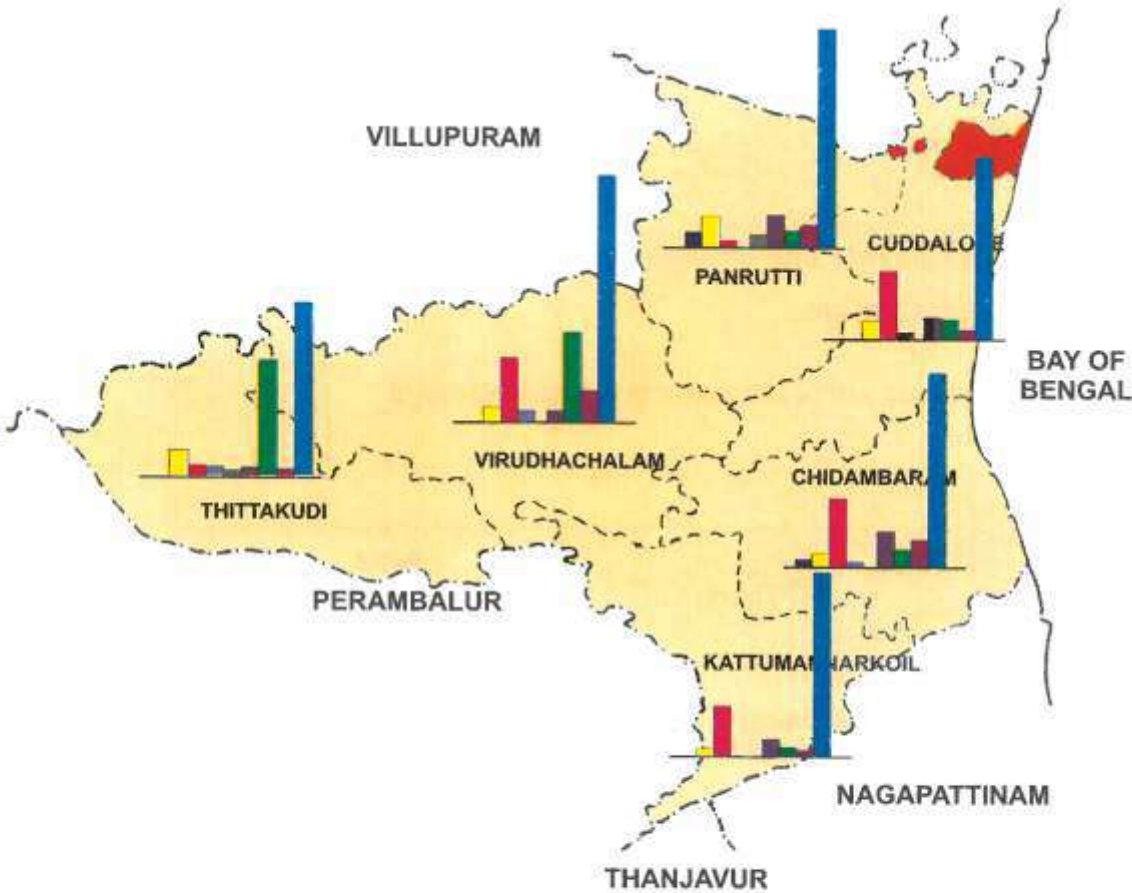 VILLUPURAM
CUDDALORE
PANRUTTI
BAY OF
BENGAL
VIRUDHACHALAM
CHIDAMBARAM
THITTAKUDI
PERAMBALUR
KATTUMANNARKOIL
NAGAPATTINAM
THANJAVUR